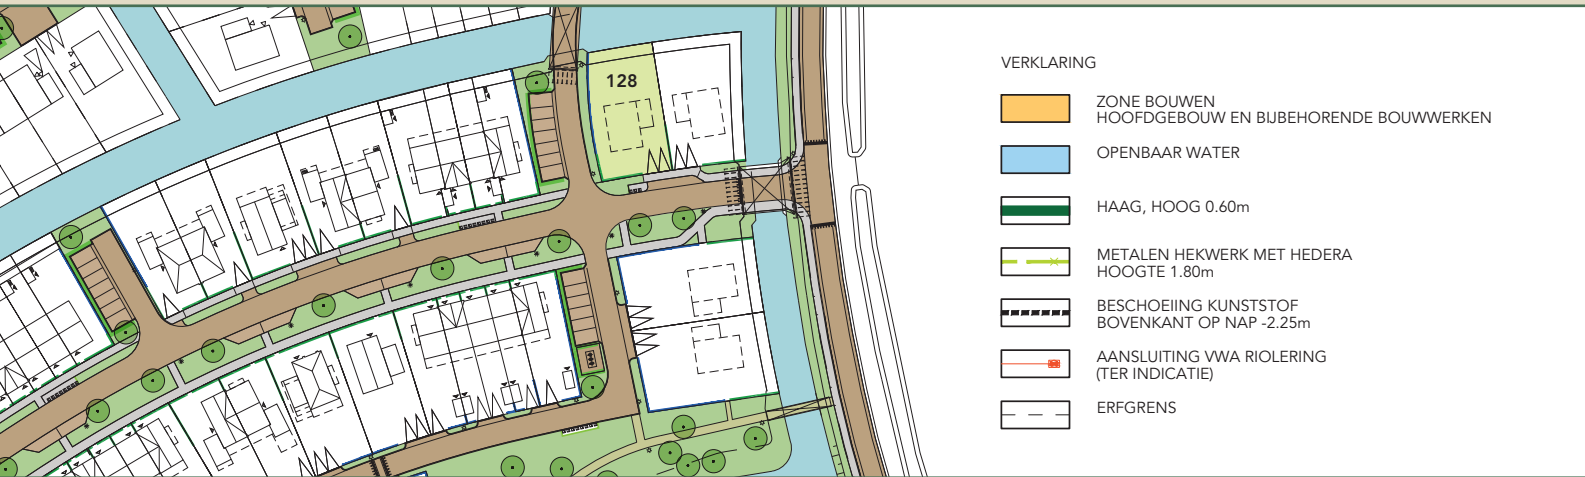 128
VERKLARING
ZONE BOUWEN
HOOFDGEBOUW EN BIJBEHORENDE BOUWWERKEN
OPENBAAR WATER
HAAG, HOOG 0.60m
METALEN HEKWERK MET HEDERA
HOOGTE 1.80m
BESCHOEIING KUNSTSTOF
BOVENKANT OP NAP -2.25m
AANSLUITING VWA RIOLERING
(TER INDICATIE)
ERFGRENS